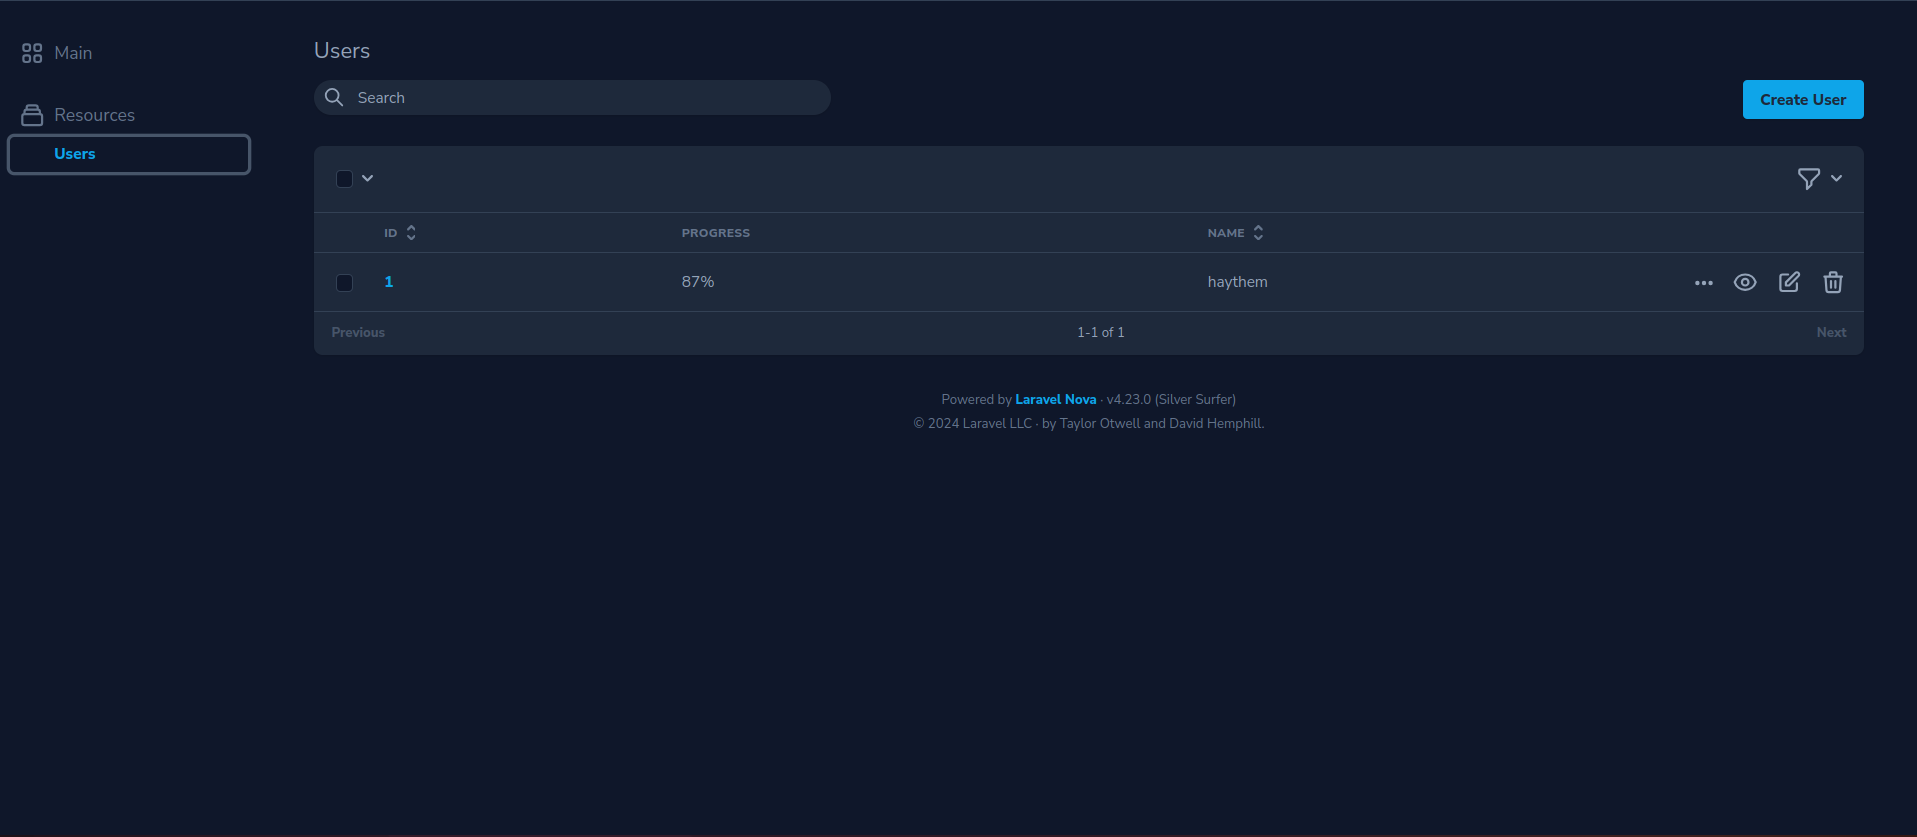 Main
Resources
Users
Users
Search
Create User
ID PROGRESS NAME
1 87% haythem
Previous 1-1 of 1 Next
Powered by Laravel Nova · v4.23.0 (Silver Surfer)
© 2024 Laravel LLC · by Taylor Otwell and David Hemphill.